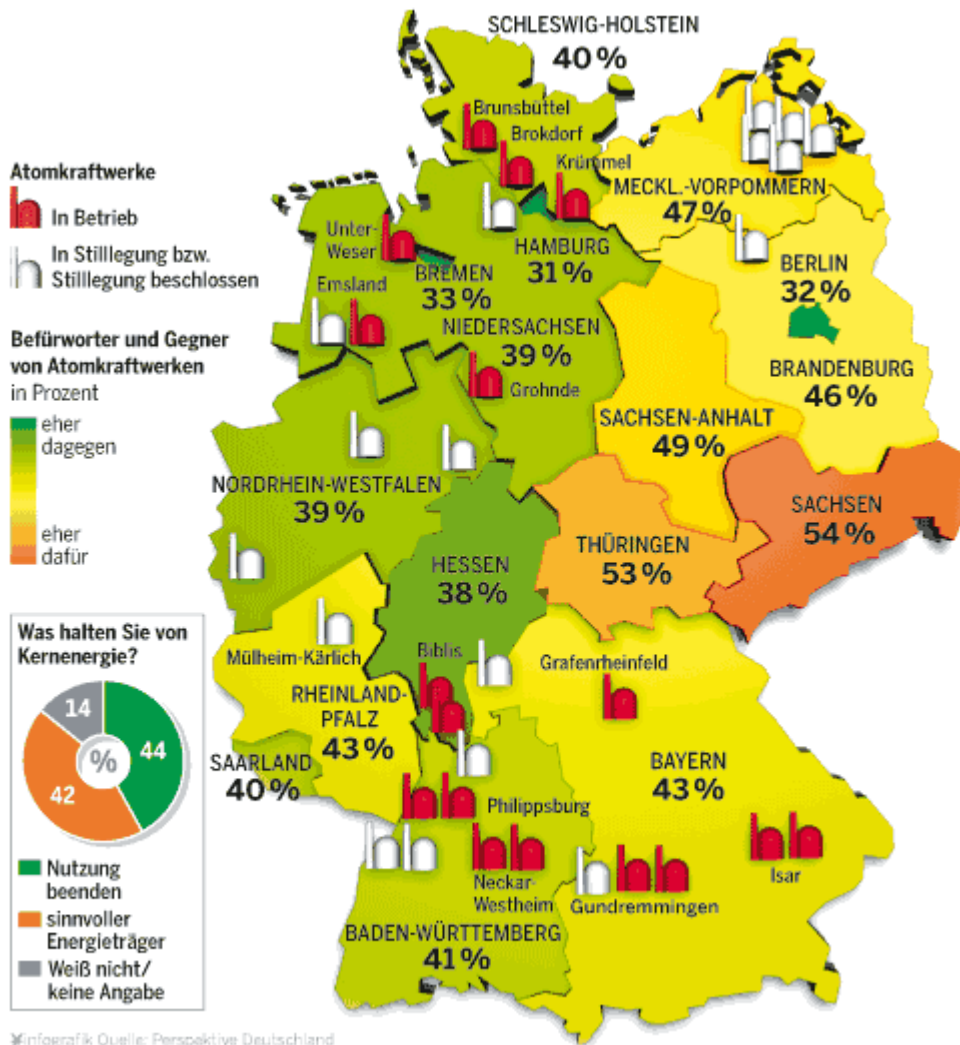 SCHLESWIG-HOLSTEIN
40 %
Brunsbüttel
Brokdorf
Krümmel
MECKL.-VORPOMMERN
47 %
Atomkraftwerke
In Betrieb
In Stilllegung bzw.
Stilllegung beschlossen
Unter-
Weser
HAMBURG
31 %
BREMEN
33 %
BERLIN
32 %
Emsland
NIEDERSACHSEN
39 %
Grohnde
BRANDENBURG
46 %
Befürworter und Gegner
von Atomkraftwerken
in Prozent
eher
dagegen
eher
dafür
SACHSEN-ANHALT
49 %
NORDRHEIN-WESTFALEN
39 %
SACHSEN
54 %
THÜRINGEN
53 %
HESSEN
38 %
Was halten Sie von
Kernenergie?
14
44
%
42
Nutzung
beenden
sinnvoller
Energieträger
Weiß nicht/
keine Angabe
Mülheim-Kärlich
Biblis
Grafenrheinfeld
RHEINLAND-
PFALZ
43 %
SAARLAND
40 %
BAYERN
43 %
Philippsburg
Neckar-
Westheim
Gundremmingen
Isar
BADEN-WÜRTTEMBERG
41 %
infografik Quelle: Perspektive Deutschland